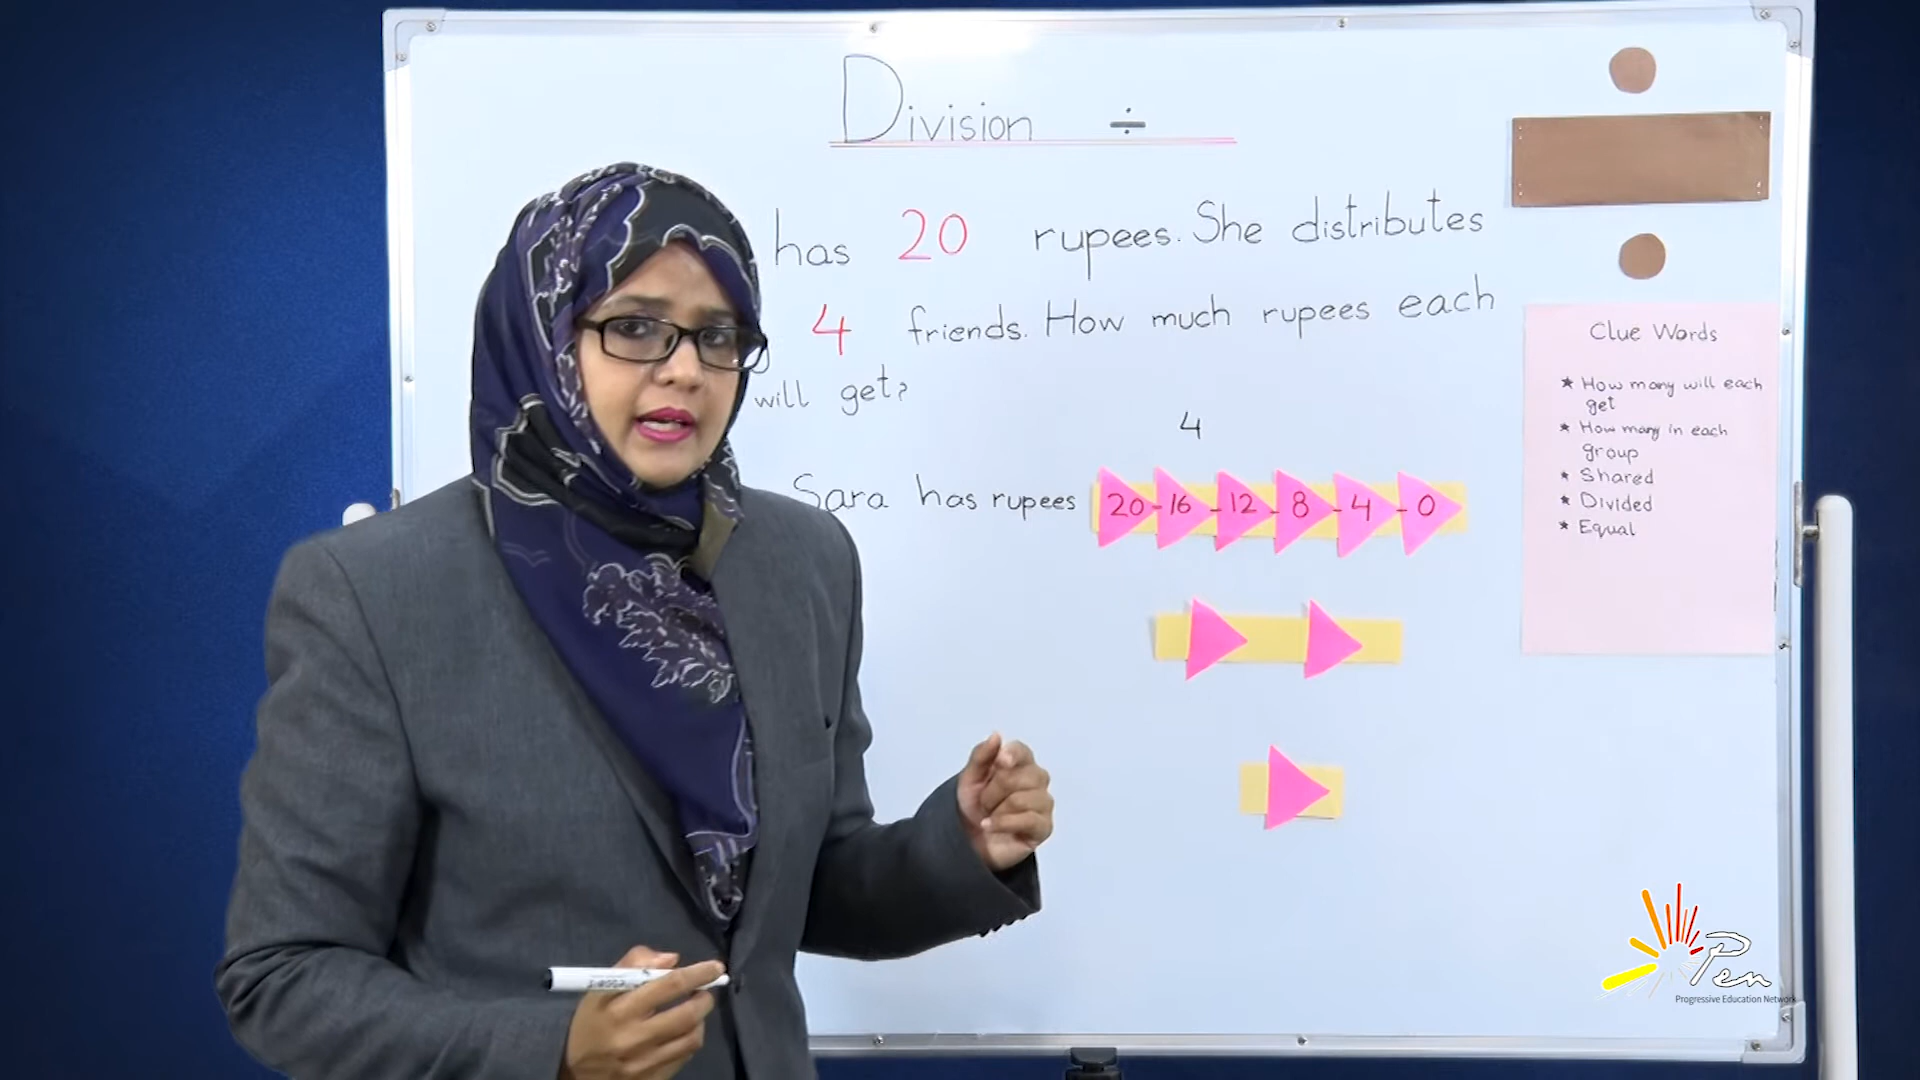 Division ÷
has 20 rupees. She distributes
4 friends. How much rupees each
will get?
4
Sara has rupees 20-16-12-8-4-0
Clue Words
★ How many will each
get
★ How many in each
group
★ Shared
★ Divided
★ Equal
Pen
Progressive Education Network